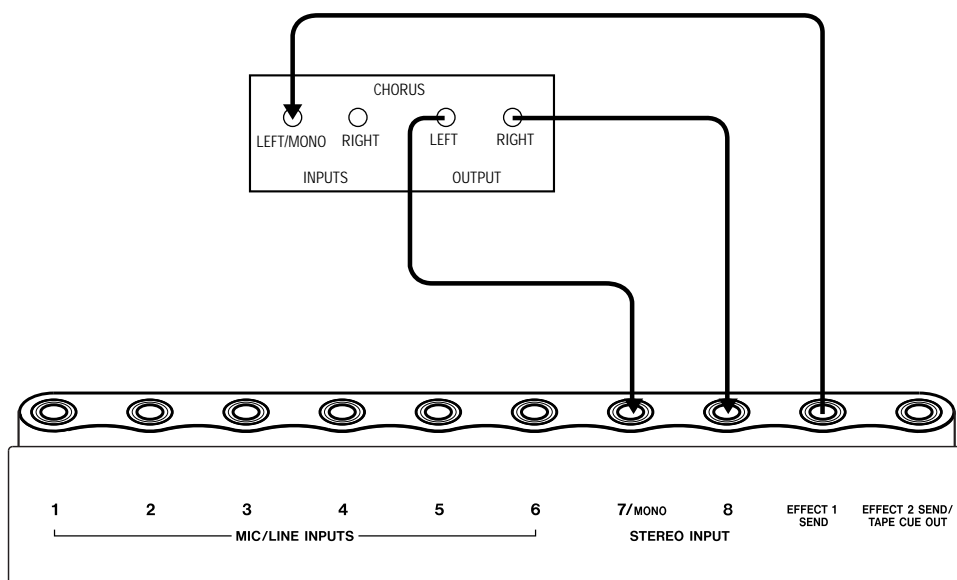 CHORUS
LEFT/MONO RIGHT LEFT RIGHT
INPUTS OUTPUT
1 2 3 4 5 6 7/MONO 8 EFFECT 1 SEND EFFECT 2 SEND/ TAPE CUE OUT
MIC/LINE INPUTS STEREO INPUT